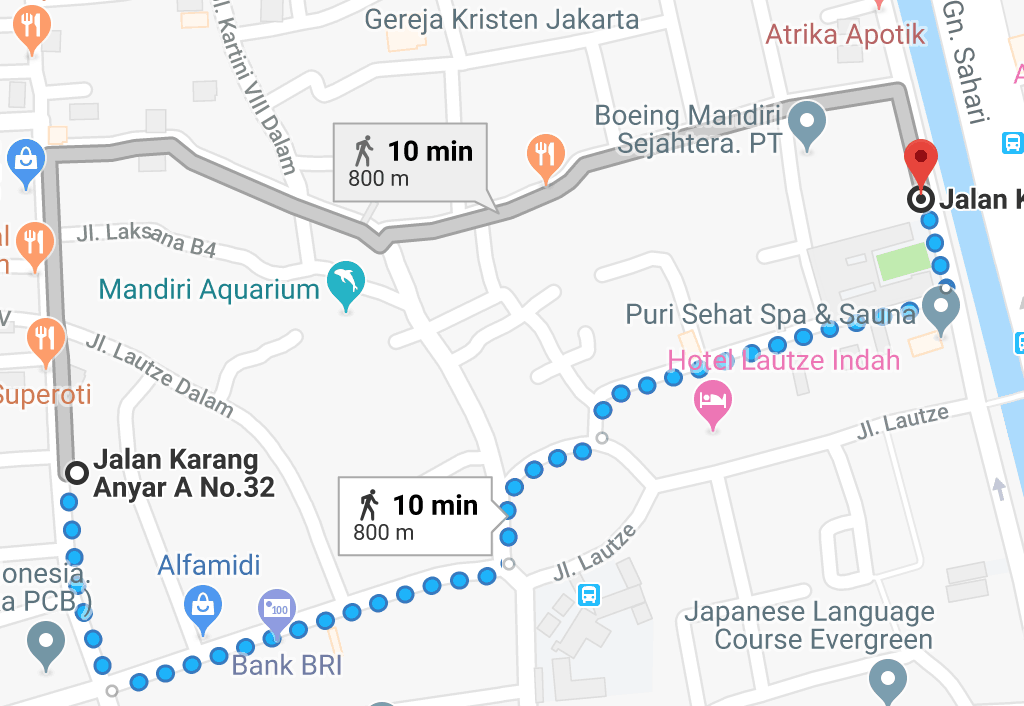 Gereja Kristen Jakarta
Atrika Apotik
Gn. Sahari
Jl. Kartini VIII Dalam
Boeing Mandiri
Sejahtera. PT
10 min
800 m
Jalan K
Jl. Laksana B4
Mandiri Aquarium
Puri Sehat Spa & Sauna
Jl. Lautze Dalam
Hotel Lautze Indah
Superoti
Jl. Lautze
Jalan Karang
Anyar A No.32
10 min
800 m
Jl. Lautze
Alfamidi
onesia.
a PCB.)
100
Japanese Language
Course Evergreen
Bank BRI